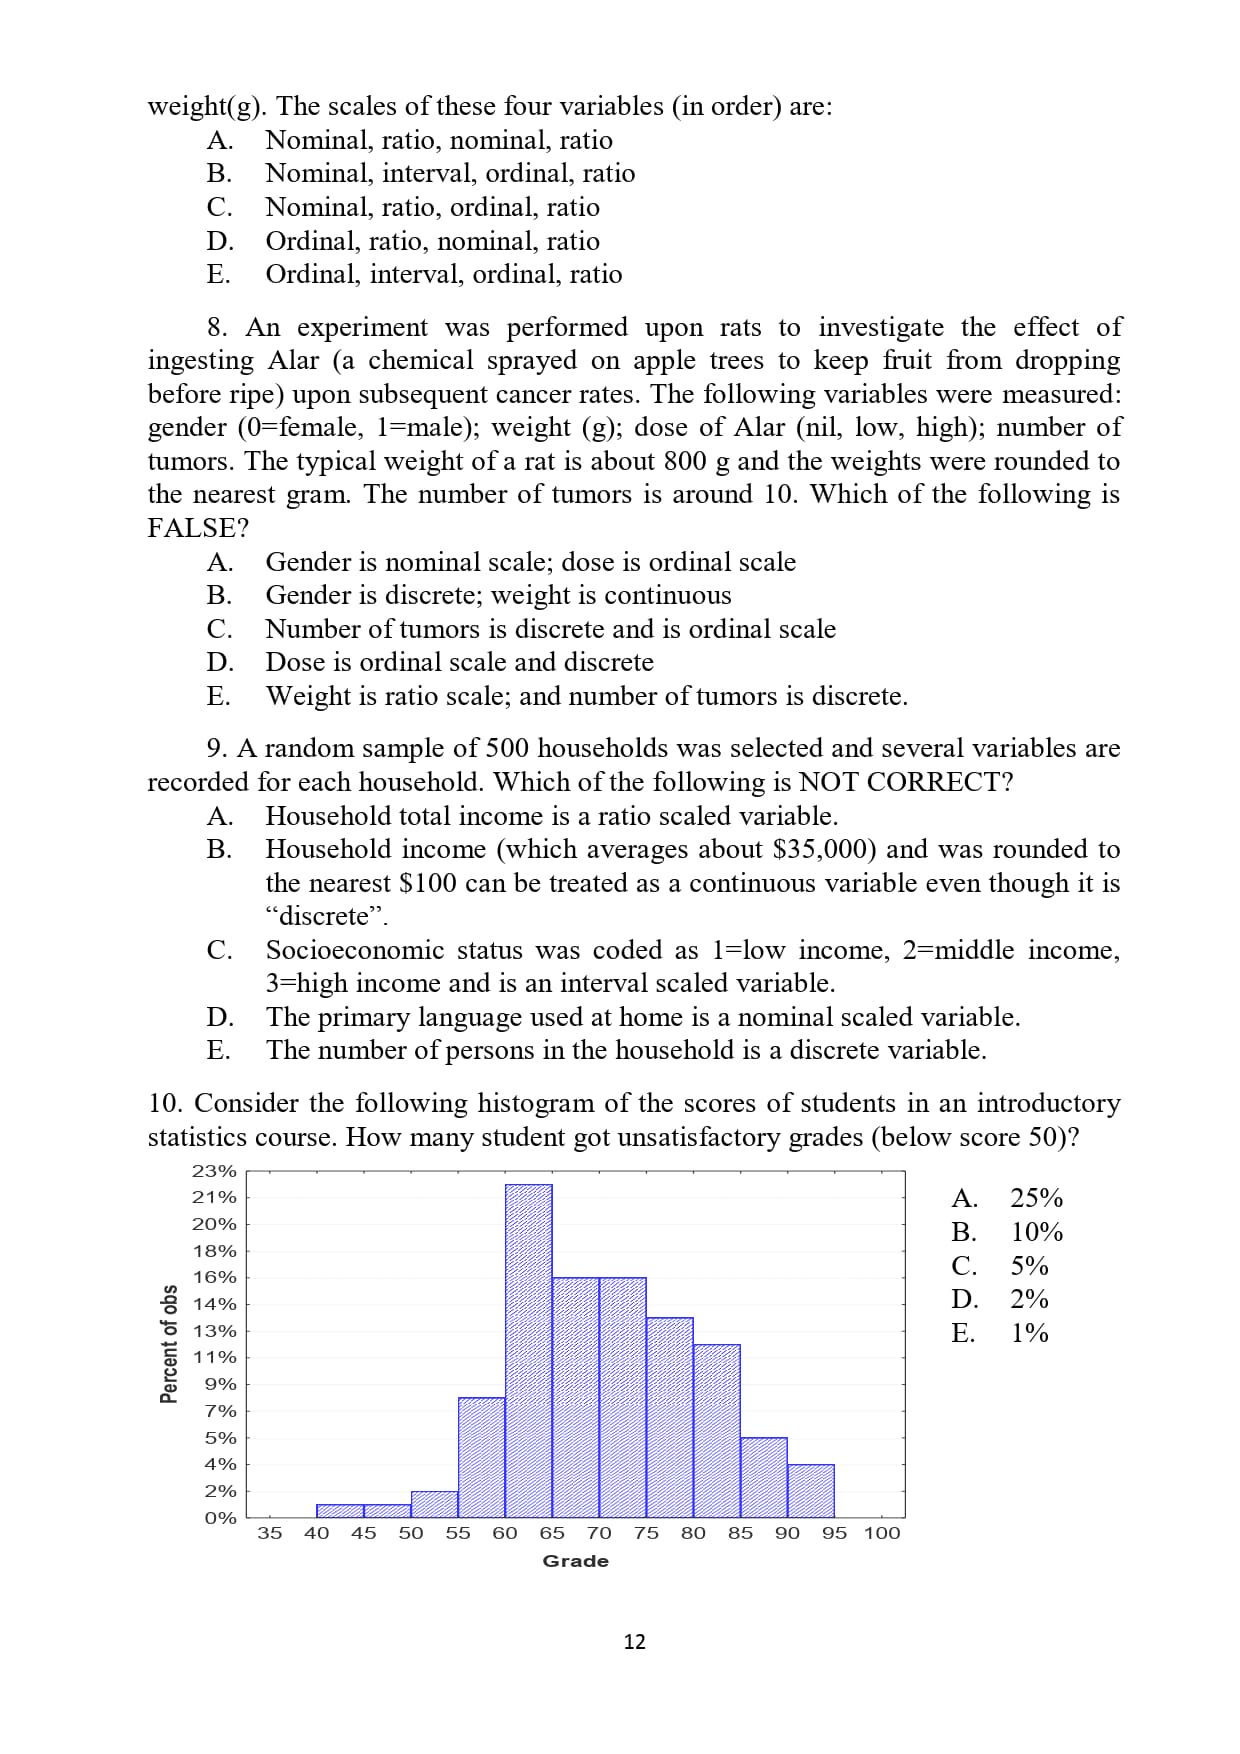 weight(g). The scales of these four variables (in order) are:
A. Nominal, ratio, nominal, ratio
B. Nominal, interval, ordinal, ratio
C. Nominal, ratio, ordinal, ratio
D. Ordinal, ratio, nominal, ratio
E. Ordinal, interval, ordinal, ratio
8. An experiment was performed upon rats to investigate the effect of
ingesting Alar (a chemical sprayed on apple trees to keep fruit from dropping
before ripe) upon subsequent cancer rates. The following variables were measured:
gender (0=female, 1=male); weight (g); dose of Alar (nil, low, high); number of
tumors. The typical weight of a rat is about 800 g and the weights were rounded to
the nearest gram. The number of tumors is around 10. Which of the following is
FALSE?
A. Gender is nominal scale; dose is ordinal scale
B. Gender is discrete; weight is continuous
C. Number of tumors is discrete and is ordinal scale
D. Dose is ordinal scale and discrete
E. Weight is ratio scale; and number of tumors is discrete.
9. A random sample of 500 households was selected and several variables are
recorded for each household. Which of the following is NOT CORRECT?
A. Household total income is a ratio scaled variable.
B. Household income (which averages about $35,000) and was rounded to
the nearest $100 can be treated as a continuous variable even though it is
“discrete”.
C. Socioeconomic status was coded as 1=low income, 2=middle income,
3=high income and is an interval scaled variable.
D. The primary language used at home is a nominal scaled variable.
E. The number of persons in the household is a discrete variable.
10. Consider the following histogram of the scores of students in an introductory
statistics course. How many student got unsatisfactory grades (below score 50)?
23%
21%
20%
18%
16%
14%
13%
11%
9%
7%
5%
4%
2%
0%
Percent of obs
35 40 45 50 55 60 65 70 75 80 85 90 95 100
Grade
A. 25%
B. 10%
C. 5%
D. 2%
E. 1%
12